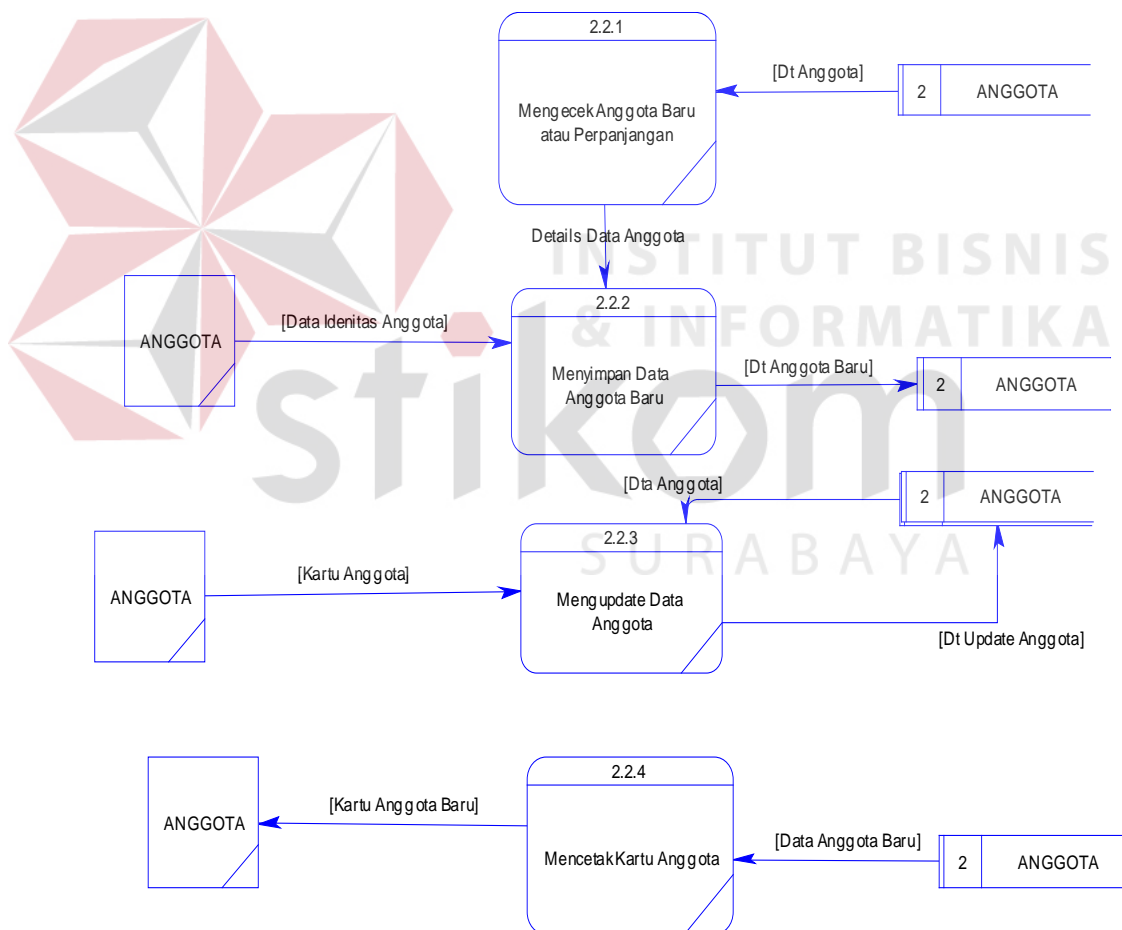 2.2.1
[Dt Anggota]
2
ANGGOTA
Mengecek Anggota Baru
atau Perpanjangan
Details Data Anggota
INSTITUT BISNIS
& INFORMATIKA
stikom
SURABAYA
2.2.2
ANGGOTA
[Data Idenitas Anggota]
Menyimpan Data
Anggota Baru
[Dt Anggota Baru]
2
ANGGOTA
[Dta Anggota]
2
ANGGOTA
2.2.3
ANGGOTA
[Kartu Anggota]
Mengupdate Data
Anggota
[Dt Update Anggota]
2.2.4
ANGGOTA
[Kartu Anggota Baru]
Mencetak Kartu Anggota
[Data Anggota Baru]
2
ANGGOTA